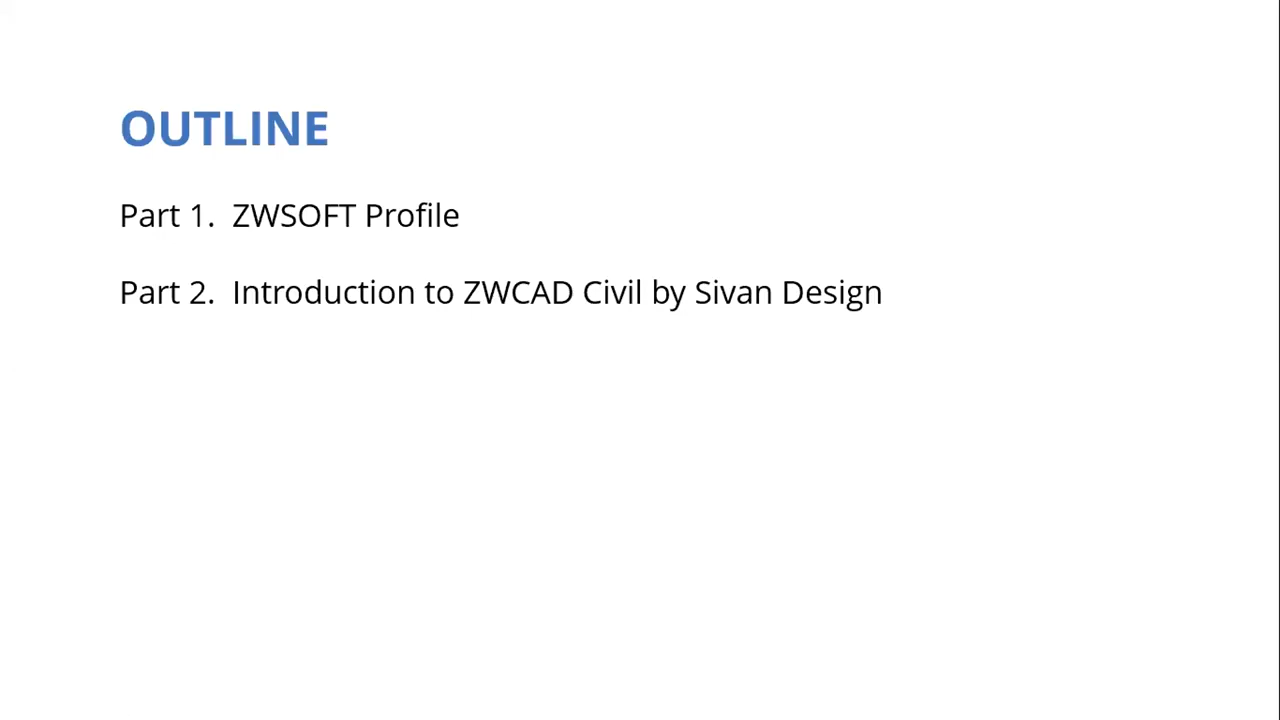 OUTLINE
Part 1. ZWSOFT Profile
Part 2. Introduction to ZWCAD Civil by Sivan Design